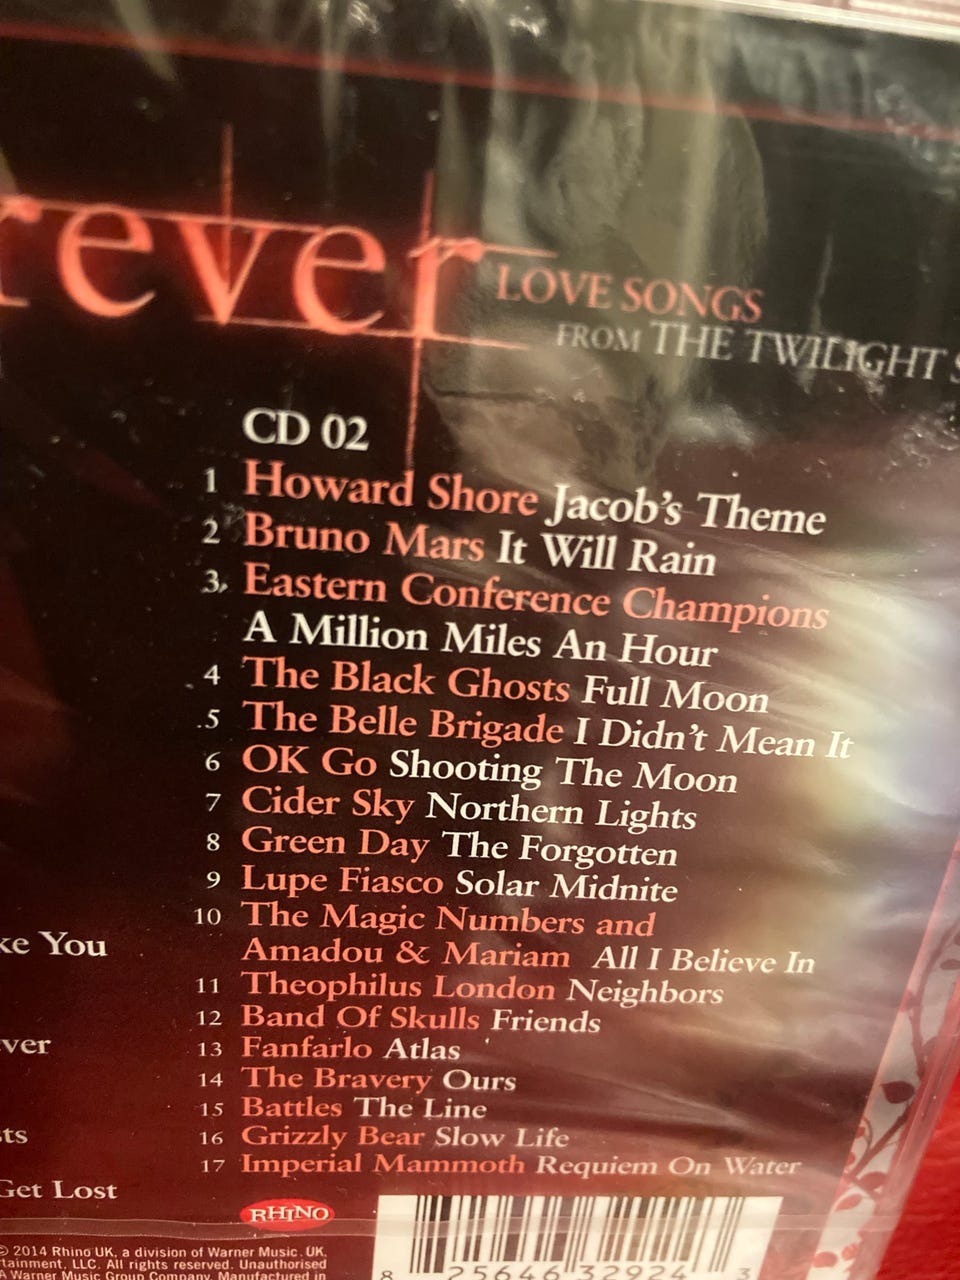 rever LOVE SONGS
FROM THE TWILIGHT S
CD 02
1 Howard Shore Jacob's Theme
2 Bruno Mars It Will Rain
3 Eastern Conference Champions
A Million Miles An Hour
4 The Black Ghosts Full Moon
5 The Belle Brigade I Didn't Mean It
6 OK Go Shooting The Moon
7 Cider Sky Northern Lights
8 Green Day The Forgotten
9 Lupe Fiasco Solar Midnite
10 The Magic Numbers and
Amadou & Mariam All I Believe In
11 Theophilus London Neighbors
12 Band Of Skulls Friends
13 Fanfarlo Atlas
14 The Bravery Ours
15 Battles The Line
16 Grizzly Bear Slow Life
17 Imperial Mammoth Requiem On Water
ke You
ver
ts
Get Lost
RHINO
© 2014 Rhino UK, a division of Warner Music UK,
tainment, LLC. All rights reserved. Unauthorised
A Warner Music Group Company. Manufactured in
8 25646 32924 3